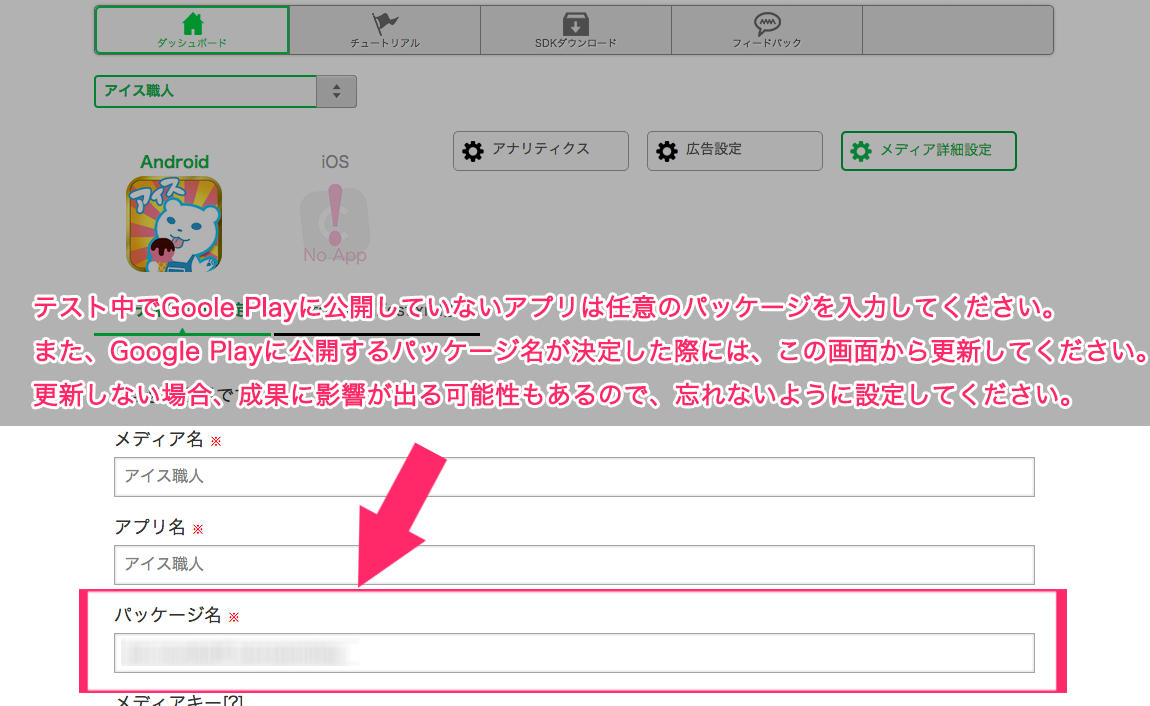 ダッシュボード
チュートリアル
SDKダウンロード
フィードバック
アイス職人
アナリティクス
広告設定
メディア詳細設定
Android
iOS
アイス
No App
テスト中でGoole Playに公開していないアプリは任意のパッケージを入力してください。
また、Google Playに公開するパッケージ名が決定した際には、この画面から更新してください。
更新しない場合、成果に影響が出る可能性もあるので、忘れないように設定してください。
メディア名 ※
アイス職人
アプリ名 ※
アイス職人
パッケージ名 ※
メディアキー[?]